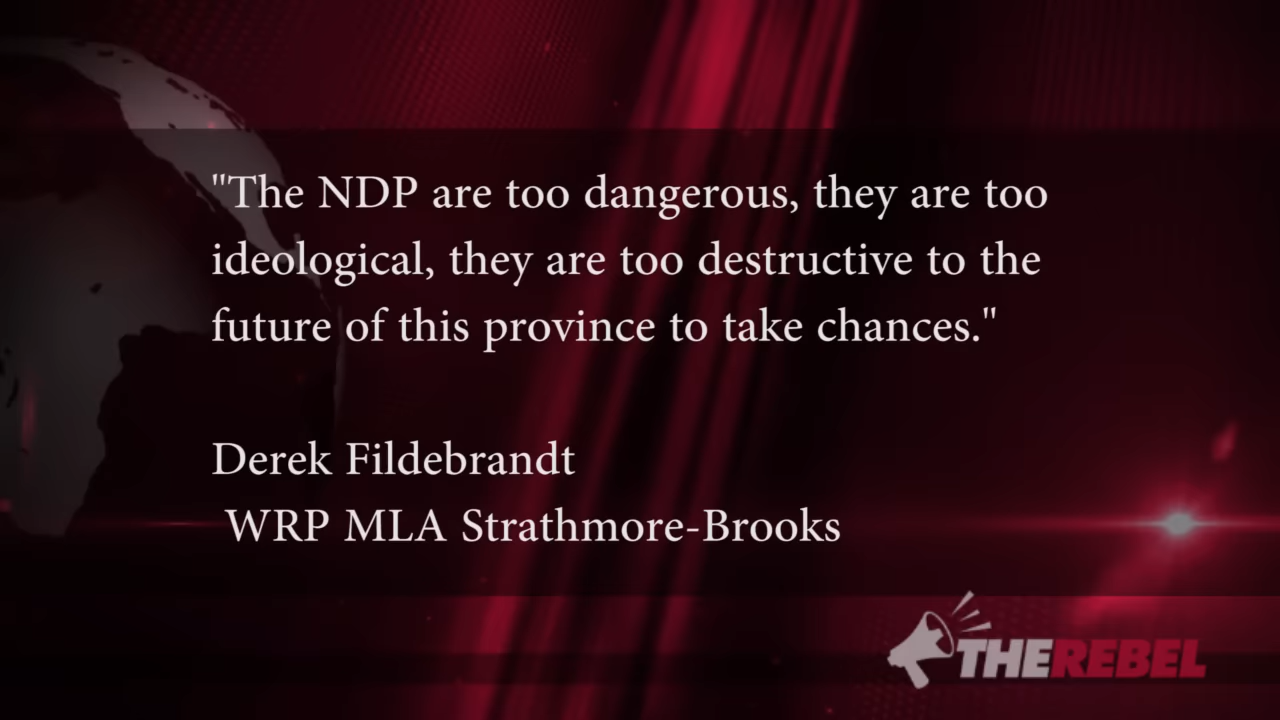 "The NDP are too dangerous, they are too
ideological, they are too destructive to the
future of this province to take chances."
Derek Fildebrandt
WRP MLA Strathmore-Brooks
THEREBEL